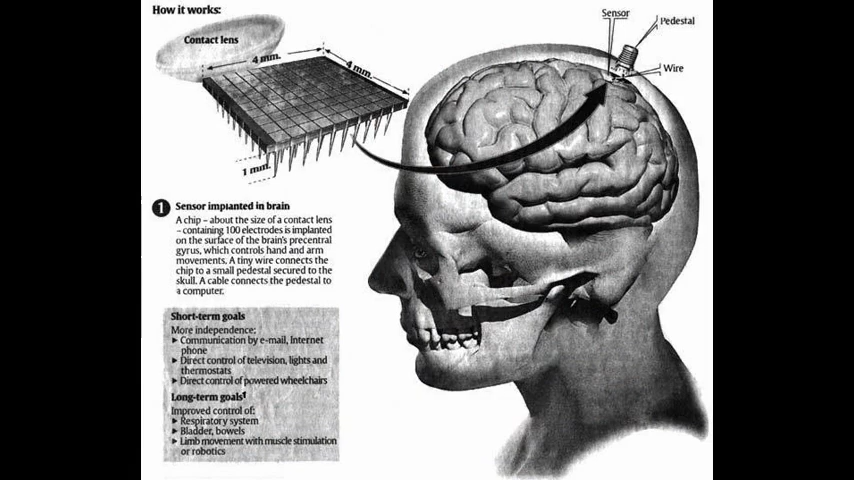 How it works:
Contact lens
4 mm.
4 mm.
1 mm.
Sensor
Pedestal
Wire
1 Sensor implanted in brain
A chip – about the size of a contact lens
– containing 100 electrodes is implanted
on the surface of the brain's precentral
gyrus, which controls hand and arm
movements. A tiny wire connects the
chip to a small pedestal secured to the
skull. A cable connects the pedestal to
a computer.
Short-term goals
More independence:
▶ Communication by e-mail, Internet
phone
▶ Direct control of television, lights and
thermostats
▶ Direct control of powered wheelchairs
Long-term goals¹
Improved control of:
▶ Respiratory system
▶ Bladder, bowels
▶ Limb movement with muscle stimulation
or robotics